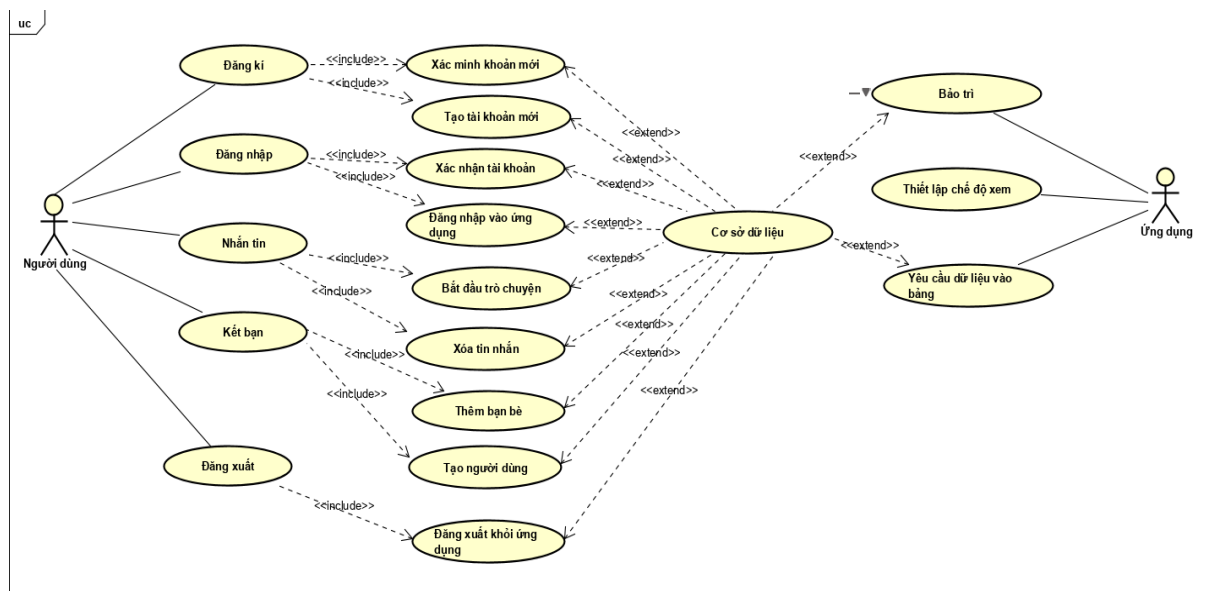 uc
Đăng kí
<<include>>
<<include>>
Xác minh khoản mới
Tạo tài khoản mới
Đăng nhập
<<include>>
<<include>>
Xác nhận tài khoản
Đăng nhập vào ứng
dụng
Người dùng
Nhắn tin
<<include>>
<<include>>
Bắt đầu trò chuyện
Xóa tin nhắn
Kết bạn
<<include>>
<<include>>
Thêm bạn bè
Tạo người dùng
Đăng xuất
<<include>>
Đăng xuất khỏi ứng
dụng
<<extend>>
<<extend>>
<<extend>>
<<extend>>
<<extend>>
<<extend>>
<<extend>>
<<extend>>
<<extend>>
Cơ sở dữ liệu
<<extend>>
<<extend>>
Bảo trì
Thiết lập chế độ xem
Yêu cầu dữ liệu vào
bảng
Ứng dụng